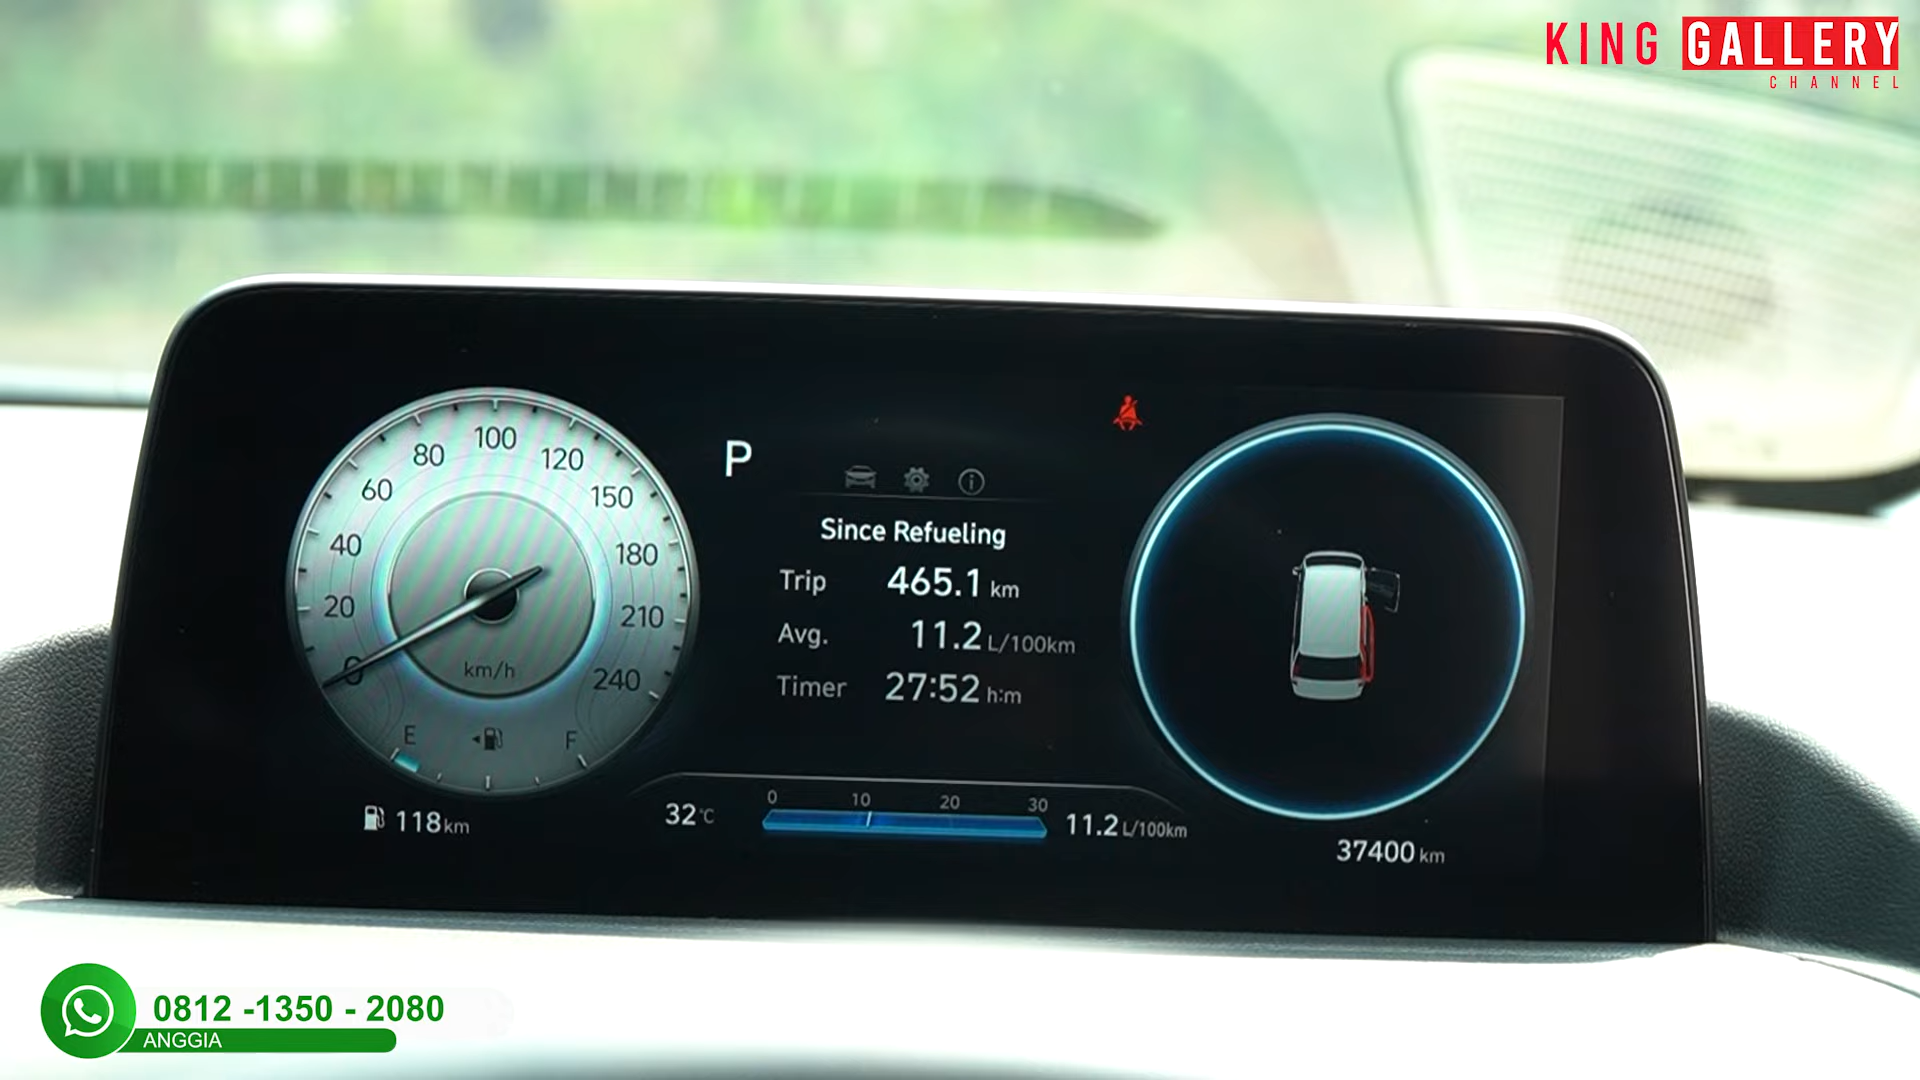 KING GALLERY
CHANNEL
P
Since Refueling
Trip 465.1 km
Avg. 11.2 L/100km
Timer 27:52 h:m
0 20 40 60 80 100 120 150 180 210 240
km/h
E F
118 km
32°C
0 10 20 30
11.2 L/100km
37400 km
0812 -1350 - 2080
ANGGIA